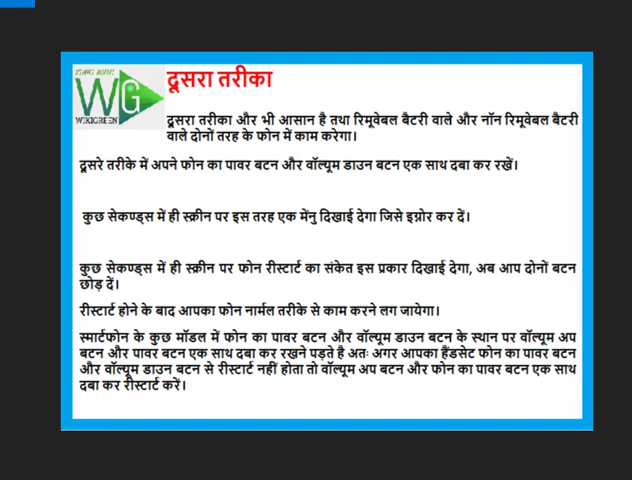 दूसरा तरीका
WG
WIKIGREEN
दूसरा तरीका और भी आसान है तथा रिमूवेबल बैटरी वाले और नॉन रिमूवेबल बैटरी
वाले दोनों तरह के फोन में काम करेगा।
दूसरे तरीके में अपने फोन का पावर बटन और वॉल्यूम डाउन बटन एक साथ दबा कर रखें।
कुछ सेकण्ड्स में ही स्क्रीन पर इस तरह एक मेंनु दिखाई देगा जिसे इग्नोर कर दें।
कुछ सेकण्ड्स में ही स्क्रीन पर फोन रीस्टार्ट का संकेत इस प्रकार दिखाई देगा, अब आप दोनों बटन
छोड़ दें।
रीस्टार्ट होने के बाद आपका फोन नार्मल तरीके से काम करने लग जायेगा।
स्मार्टफोन के कुछ मॉडल में फोन का पावर बटन और वॉल्यूम डाउन बटन के स्थान पर वॉल्यूम अप
बटन और पावर बटन एक साथ दबा कर रखने पड़ते है अतः अगर आपका हैंडसेट फोन का पावर बटन
और वॉल्यूम डाउन बटन से रीस्टार्ट नहीं होता तो वॉल्यूम अप बटन और फोन का पावर बटन एक साथ
दबा कर रीस्टार्ट करें।